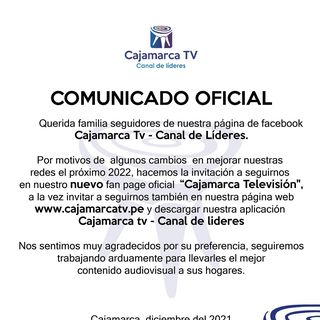 Cajamarca TV
Canal de líderes
COMUNICADO OFICIAL
Querida familia seguidores de nuestra página de facebook
Cajamarca Tv - Canal de Líderes.
Por motivos de algunos cambios en mejorar nuestras
redes el próximo 2022, hacemos la invitación a seguirnos
en nuestro nuevo fan page oficial “Cajamarca Televisión”,
a la vez invitar a seguirnos también en nuestra página web
www.cajamarcatv.pe y descargar nuestra aplicación
Cajamarca tv - Canal de lideres
Nos sentimos muy agradecidos por su preferencia, seguiremos
trabajando arduamente para llevarles el mejor
contenido audiovisual a sus hogares.
Cajamarca, diciembre del 2021